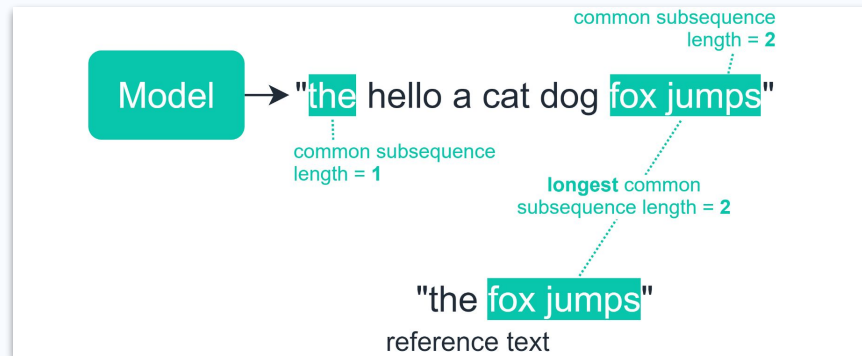 common subsequence
length = 2
Model
"the hello a cat dog fox jumps"
common subsequence
length = 1
longest common
subsequence length = 2
"the fox jumps"
reference text